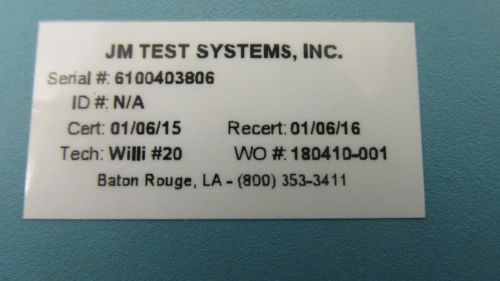 JM TEST SYSTEMS, INC.
Serial #: 6100403806
ID #: N/A
Cert: 01/06/15 Recert: 01/06/16
Tech: Willi #20 WO #: 180410-001
Baton Rouge, LA - (800) 353-3411